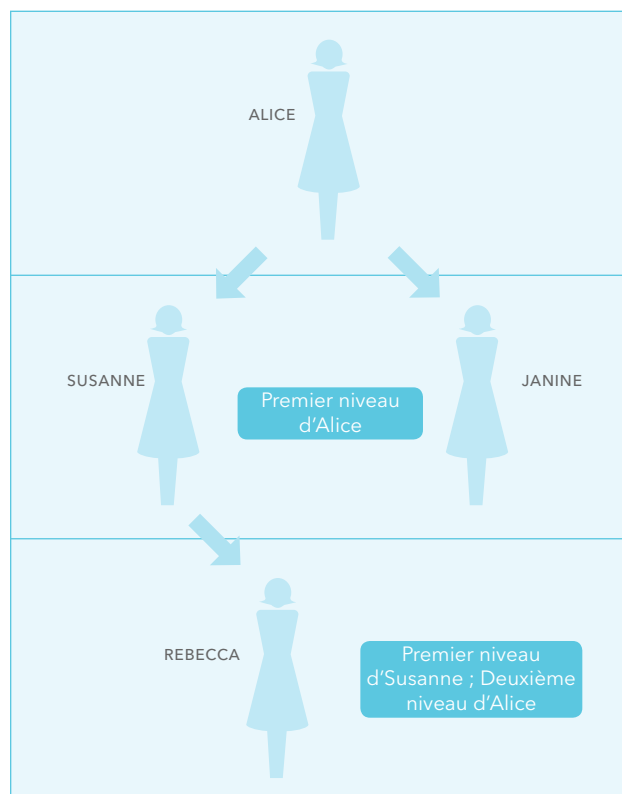 ALICE
SUSANNE
Premier niveau
d’Alice
JANINE
REBECCA
Premier niveau
d’Susanne ; Deuxième
niveau d’Alice